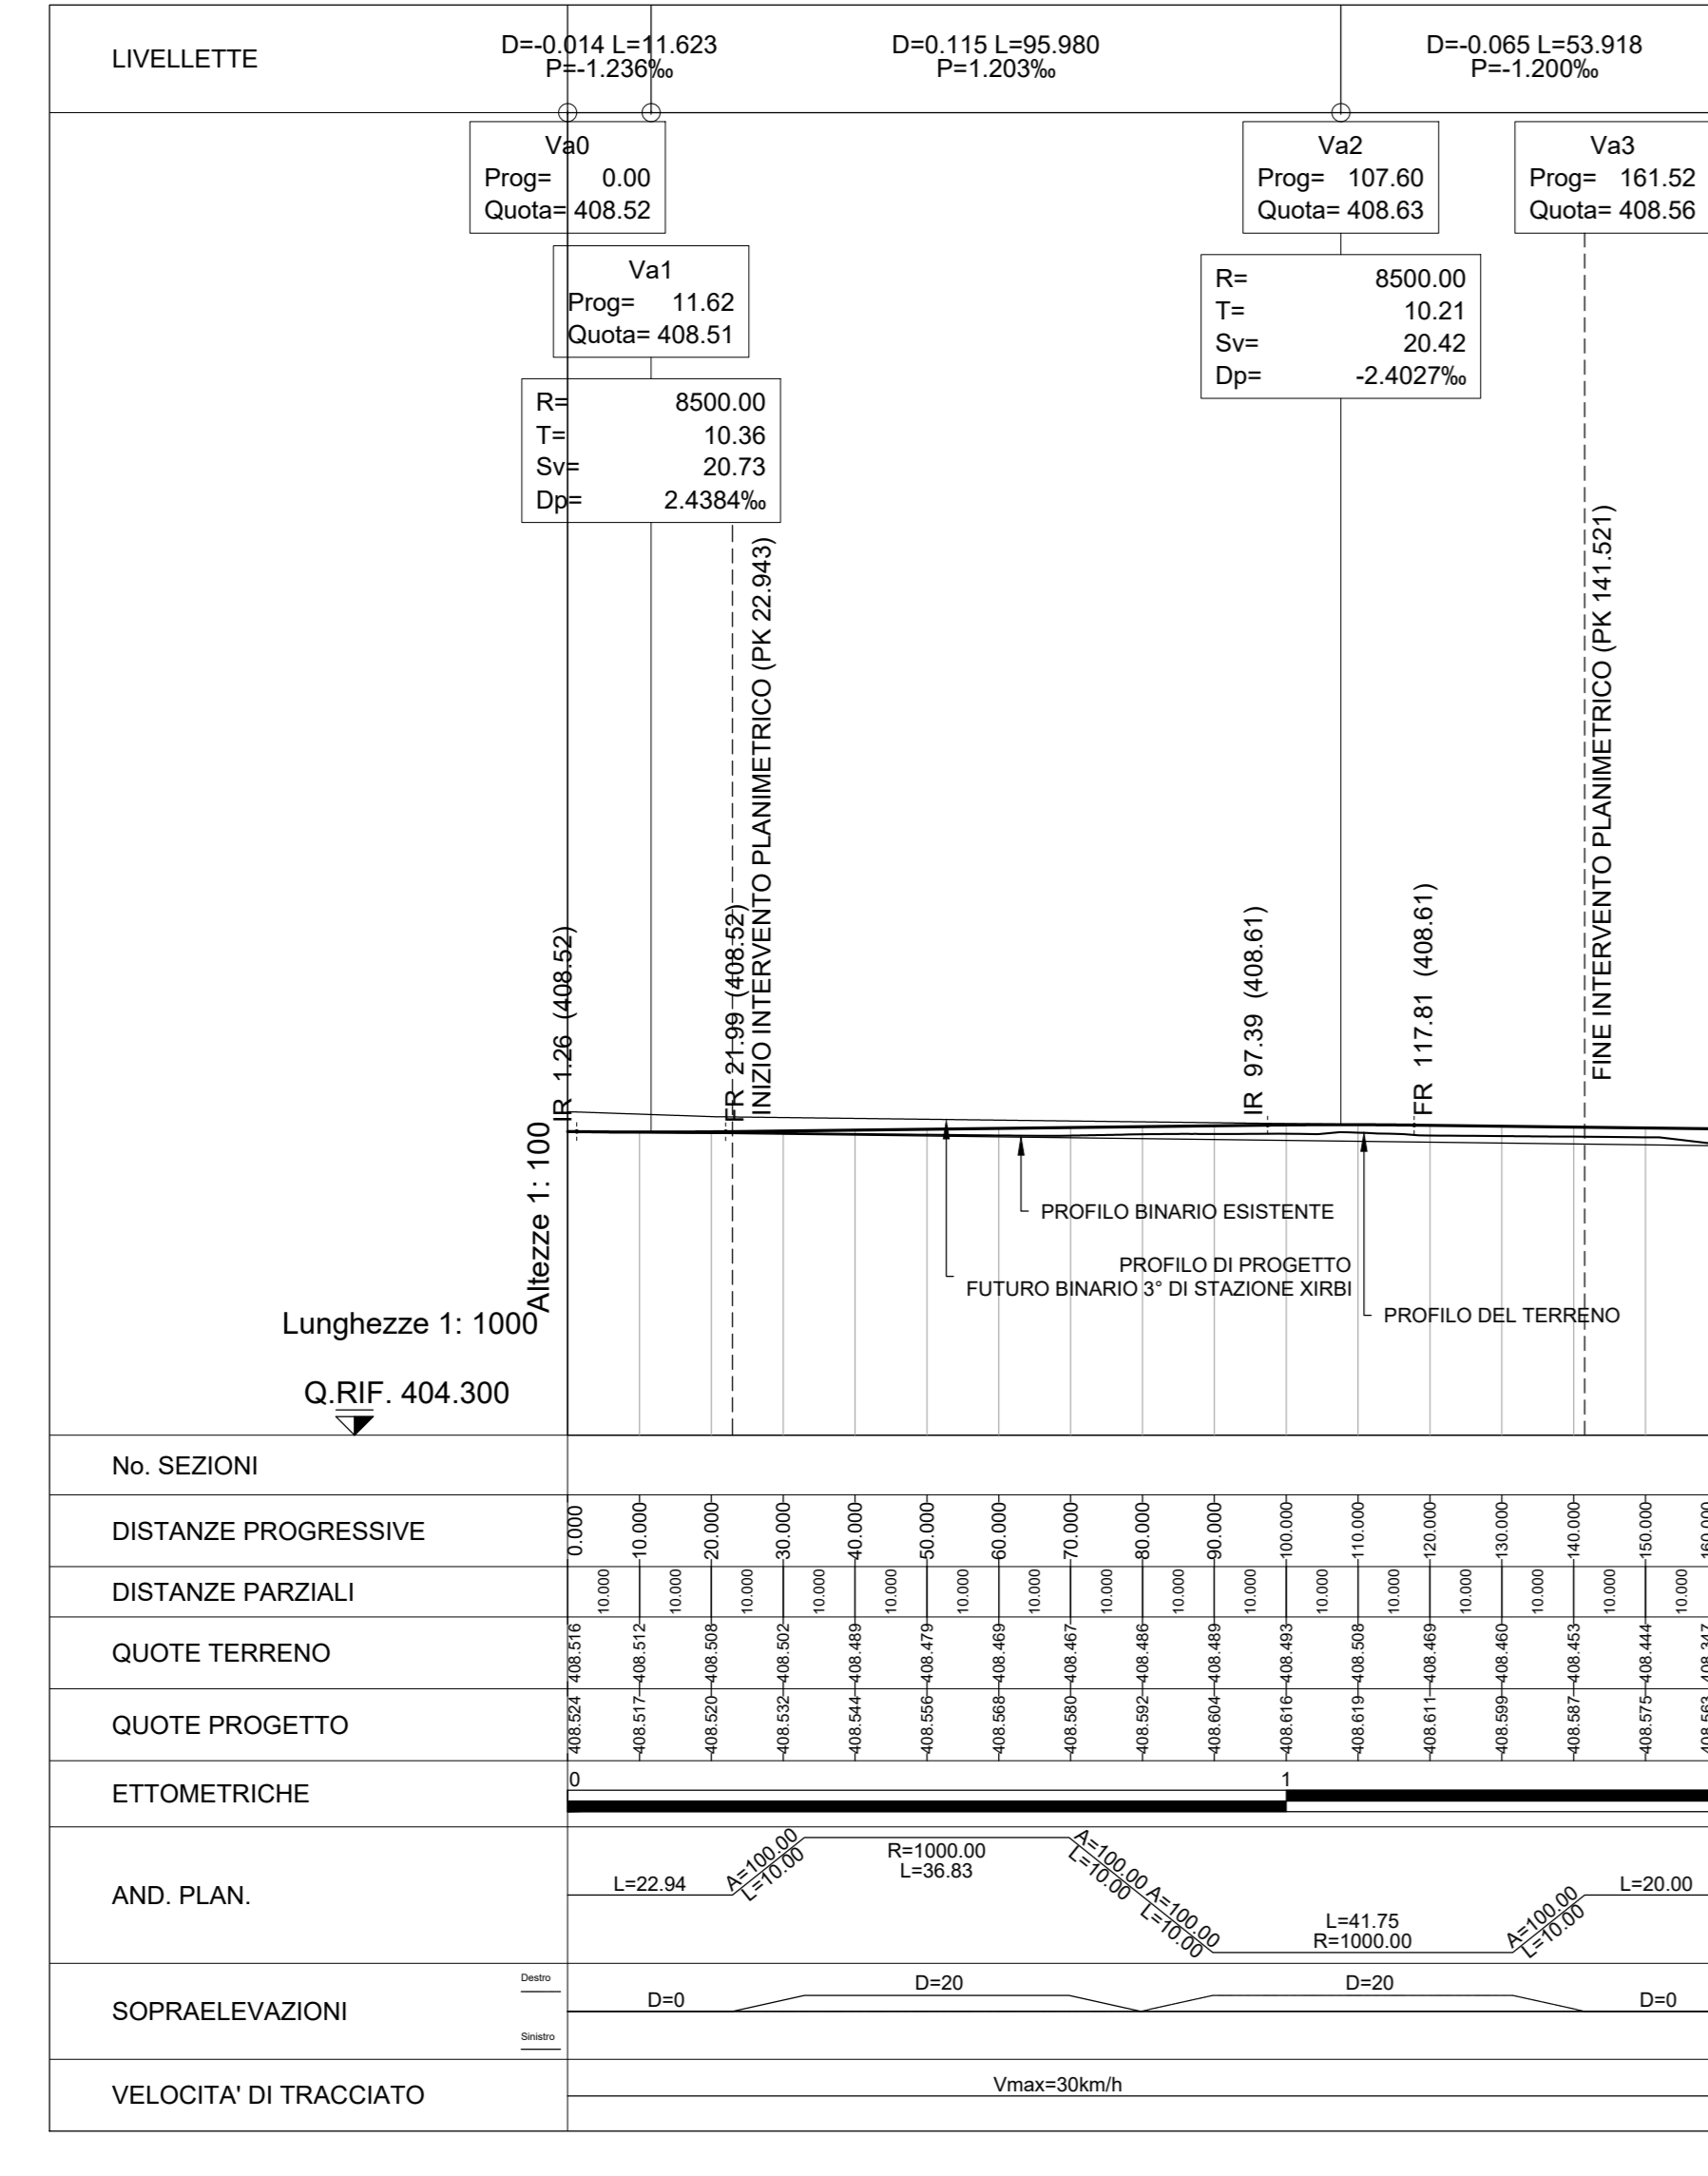 LIVELLETTE
D=-0.014 L=11.623
P=-1.236‰
D=0.115 L=95.980
P=1.203‰
D=-0.065 L=53.918
P=-1.200‰
Va0
Prog= 0.00
Quota= 408.52
Va1
Prog= 11.62
Quota= 408.51
R= 8500.00
T= 10.36
Sv= 20.73
Dp= 2.4384‰
Va2
Prog= 107.60
Quota= 408.63
R= 8500.00
T= 10.21
Sv= 20.42
Dp= -2.4027‰
Va3
Prog= 161.52
Quota= 408.56
IR 1.26 (408.52)
FR 21.99 (408.52)
INIZIO INTERVENTO PLANIMETRICO (PK 22.943)
IR 97.39 (408.61)
FR 117.81 (408.61)
FINE INTERVENTO PLANIMETRICO (PK 141.521)
PROFILO BINARIO ESISTENTE
PROFILO DI PROGETTO
FUTURO BINARIO 3° DI STAZIONE XIRBI
PROFILO DEL TERRENO
Altezze 1: 100
Lunghezze 1: 1000
Q.RIF. 404.300
No. SEZIONI
DISTANZE PROGRESSIVE
0.000 10.000 20.000 30.000 40.000 50.000 60.000 70.000 80.000 90.000 100.000 110.000 120.000 130.000 140.000 150.000 160.000
DISTANZE PARZIALI
10.000 10.000 10.000 10.000 10.000 10.000 10.000 10.000 10.000 10.000 10.000 10.000 10.000 10.000 10.000 10.000
QUOTE TERRENO
408.516 408.512 408.508 408.502 408.489 408.479 408.469 408.467 408.486 408.489 408.493 408.508 408.469 408.460 408.453 408.444 408.347
QUOTE PROGETTO
408.524 408.517 408.520 408.532 408.544 408.556 408.568 408.580 408.592 408.604 408.616 408.619 408.611 408.599 408.587 408.575 408.563
ETTOMETRICHE
0 1
AND. PLAN.
L=22.94
A=100.00
L=10.00
R=1000.00
L=36.83
A=100.00
L=10.00
A=100.00
L=10.00
L=41.75
R=1000.00
A=100.00
L=10.00
L=20.00
SOPRAELEVAZIONI
Destro
Sinistro
D=0
D=20
D=20
D=0
VELOCITA' DI TRACCIATO
Vmax=30km/h